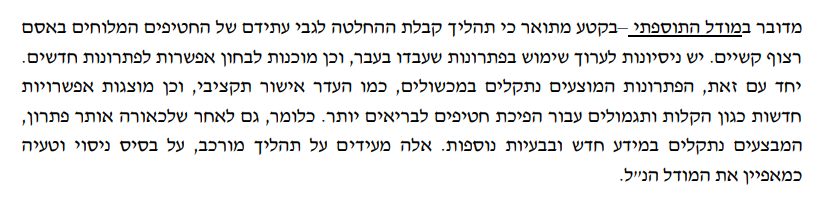 מדובר במודל התוספתי –בקטע מתואר כי תהליך קבלת ההחלטה לגבי עתידם של החטיפים המלוחים באסם
רצוף קשיים. יש ניסיונות לערוך שימוש בפתרונות שעבדו בעבר, וכן מוכנות לבחון אפשרות לפתרונות חדשים.
יחד עם זאת, הפתרונות המוצעים נתקלים במכשולים, כמו העדר אישור תקציבי, וכן מוצגות אפשרויות
חדשות כגון הקלות ותגמולים עבור הפיכת חטיפים לבריאים יותר. כלומר, גם לאחר שלכאורה אותר פתרון,
המבצעים נתקלים במידע חדש ובבעיות נוספות. אלה מעידים על תהליך מורכב, על בסיס ניסוי וטעיה
כמאפיין את המודל הנ״ל.